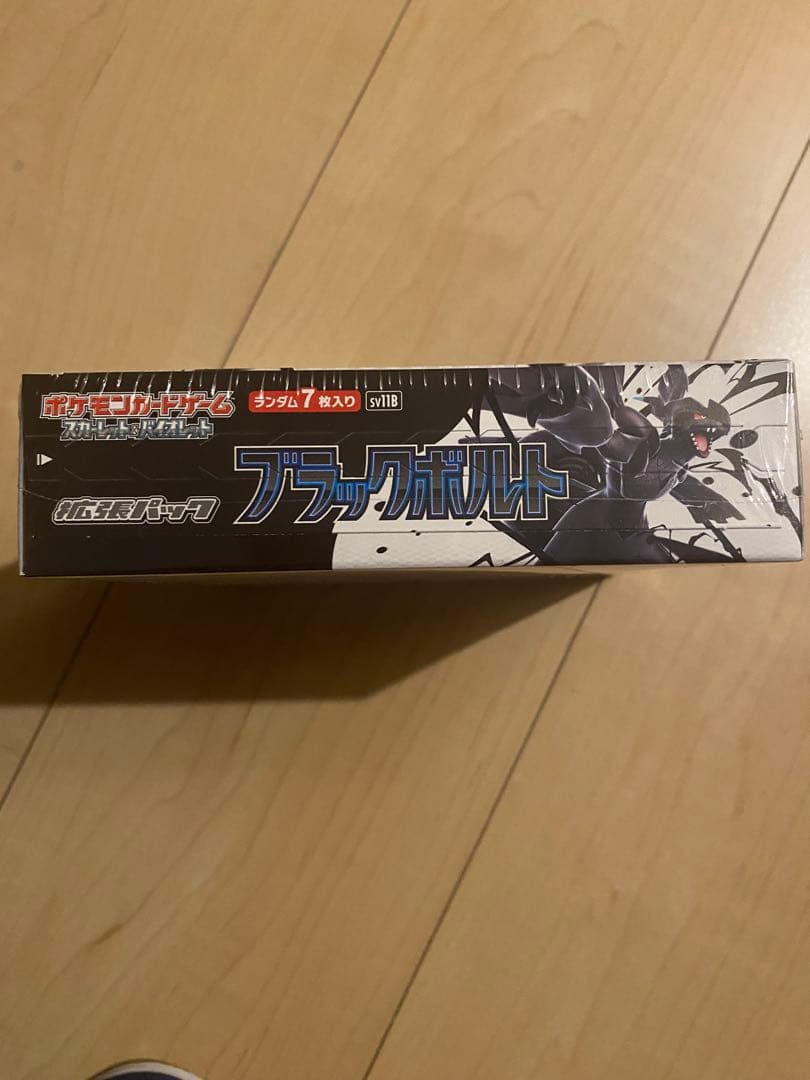 ポケモンカードゲーム
スカーレット&バイオレット
ランダム7枚入り
sv11B
拡張パック
ブラックボルト